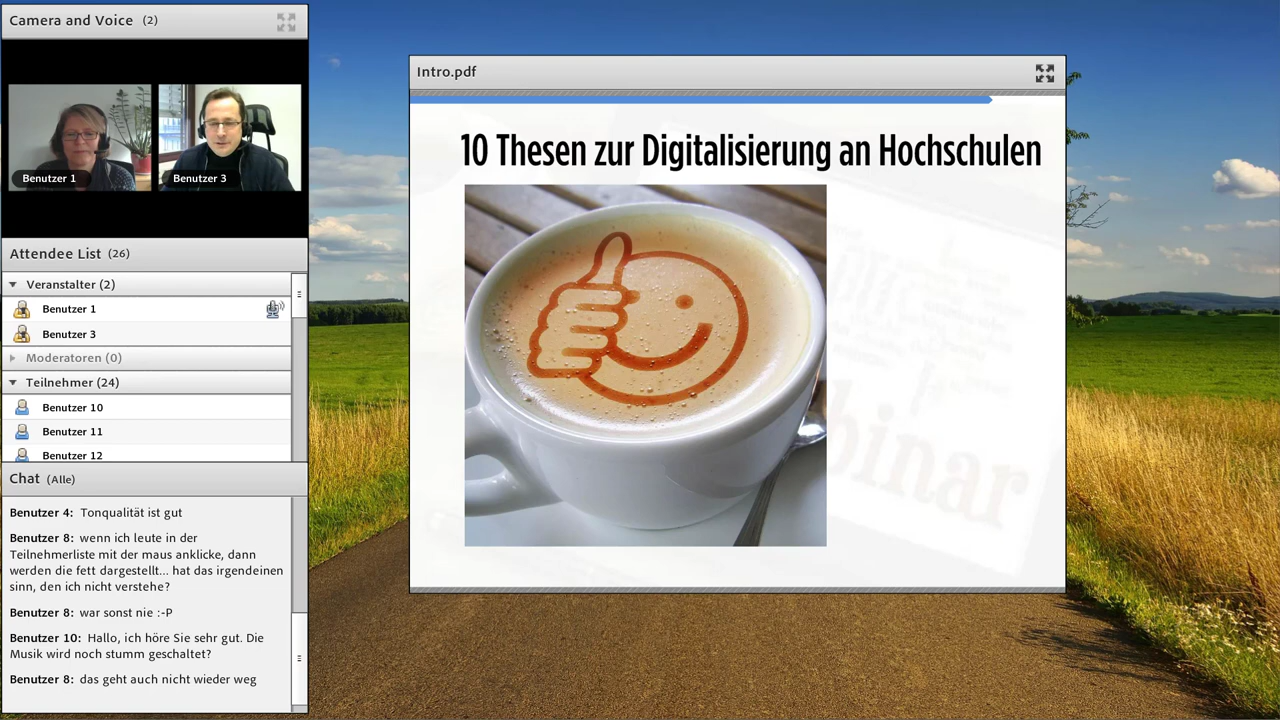 Camera and Voice (2)
Benutzer 1
Benutzer 3
Attendee List (26)
Veranstalter (2)
Benutzer 1
Benutzer 3
Moderatoren (0)
Teilnehmer (24)
Benutzer 10
Benutzer 11
Benutzer 12
Chat (Alle)
Benutzer 4: Tonqualität ist gut
Benutzer 8: wenn ich leute in der
Teilnehmerliste mit der maus anklicke, dann
werden die fett dargestellt... hat das irgendeinen
sinn, den ich nicht verstehe?
Benutzer 8: war sonst nie :-P
Benutzer 10: Hallo, ich höre Sie sehr gut. Die
Musik wird noch stumm geschaltet?
Benutzer 8: das geht auch nicht wieder weg
Intro.pdf
10 Thesen zur Digitalisierung an Hochschulen
binar